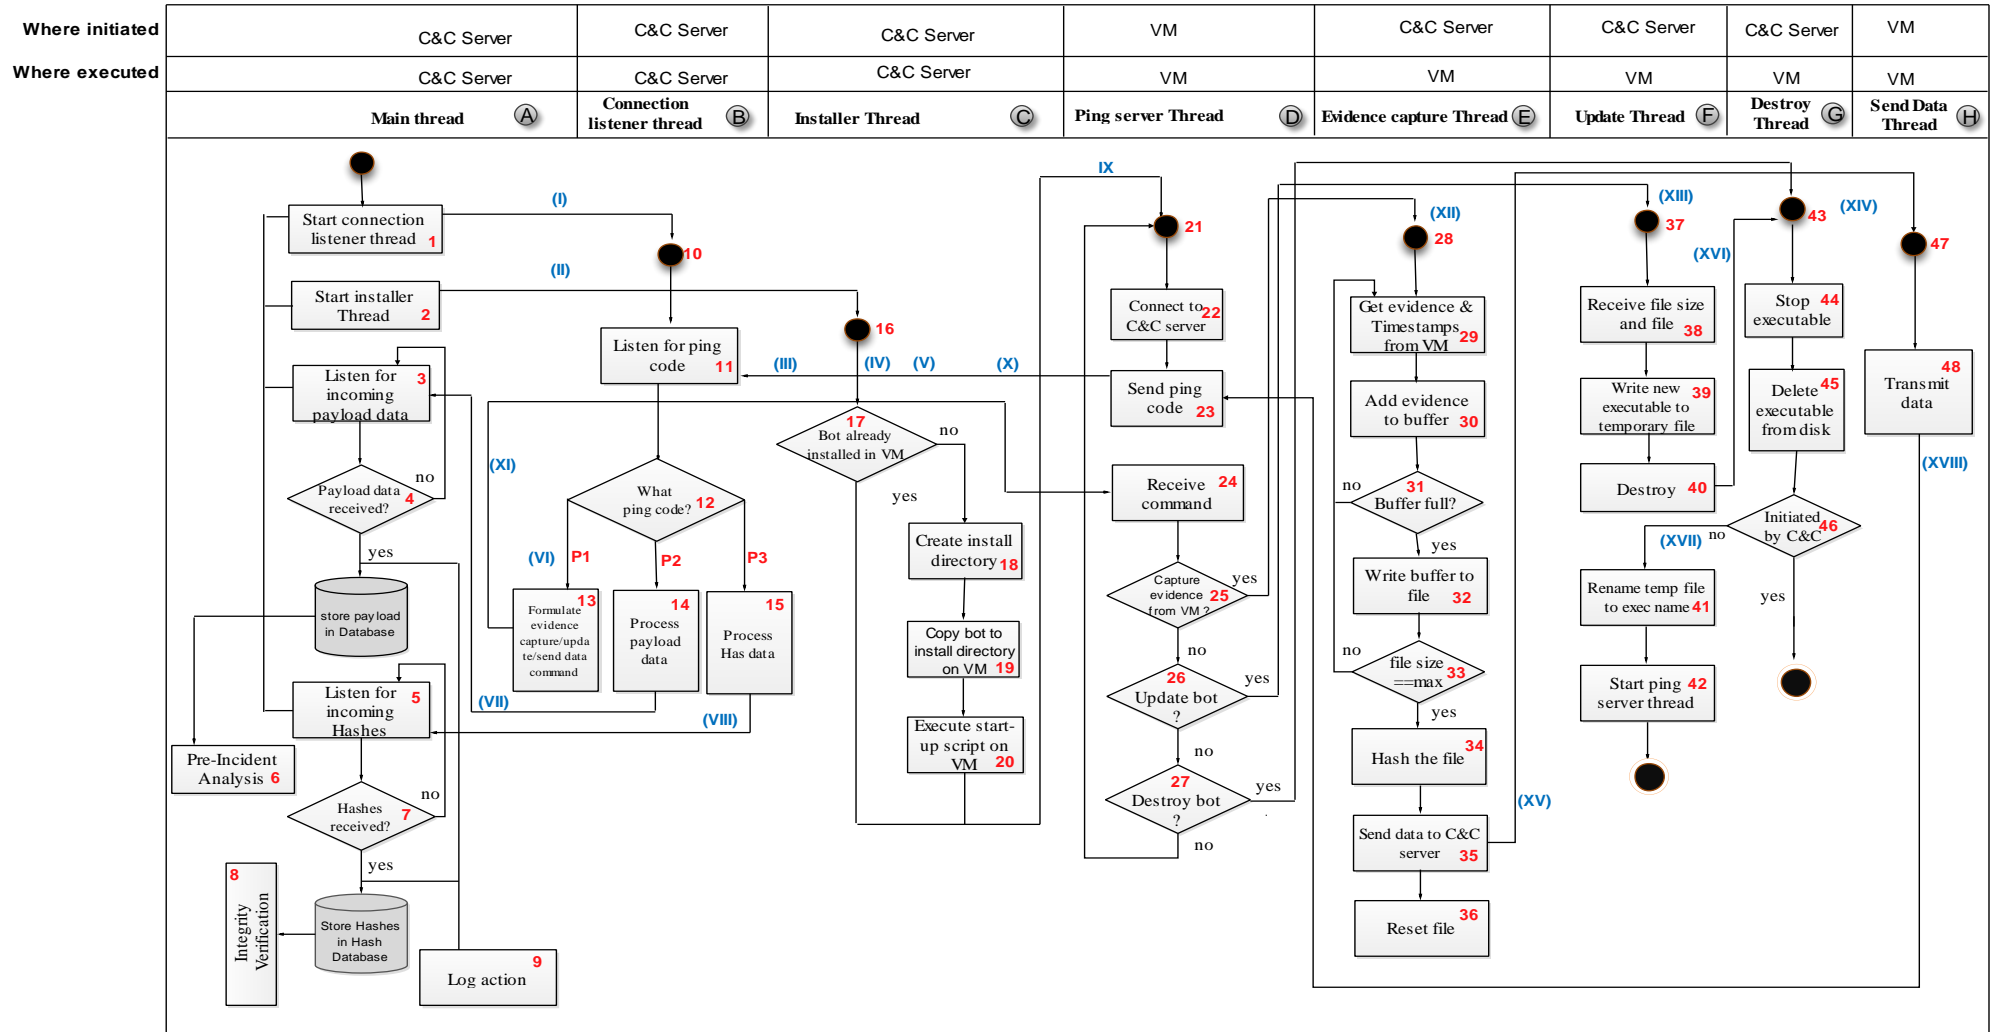 Where initiated
C&C Server
C&C Server
C&C Server
VM
C&C Server
C&C Server
C&C Server
VM
Where executed
C&C Server
C&C Server
C&C Server
VM
VM
VM
VM
VM
Main thread
A
Connection
listener thread
B
Installer Thread
C
Ping server Thread
D
Evidence capture Thread
E
Update Thread
F
Destroy
Thread
G
Send Data
Thread
H
Start connection
listener thread
1
(I)
Start installer
Thread
2
(II)
Listen for
incoming
payload data
3
Payload data
received?
4
no
yes
store payload
in Database
Listen for
incoming
Hashes
5
Pre-Incident
Analysis
6
Hashes
received?
7
no
yes
Integrity
Verification
8
Store Hashes
in Hash
Database
Log action
9
10
Listen for ping
code
11
(III)
(IV)
(V)
(X)
(XI)
What
ping code?
12
(VI)
P1
P2
P3
Formulate
evidence
capture/upda
te/send data
command
13
Process
payload
data
14
Process
Has data
15
(VII)
(VIII)
16
Bot already
installed in VM
17
no
yes
Create install
directory
18
Copy bot to
install directory
on VM
19
Execute start-
up script on
VM
20
IX
21
Connect to
C&C server
22
Send ping
code
23
Receive
command
24
Capture
evidence
from VM ?
25
yes
no
26
Update bot
?
yes
no
27
Destroy bot
?
yes
no
(XII)
28
Get evidence &
Timestamps
from VM
29
Add evidence
to buffer
30
31
Buffer full?
no
yes
Write buffer to
file
32
file size
==max
33
no
yes
Hash the file
34
Send data to C&C
server
35
(XV)
Reset file
36
(XIII)
37
Receive file size
and file
38
Write new
executable to
temporary file
39
Destroy
40
(XVI)
(XVII)
no
Rename temp file
to exec name
41
Start ping
server thread
42
43
Stop
executable
44
Delete
executable
from disk
45
Initiated
by C&C
46
yes
(XIV)
47
Transmit
data
48
(XVIII)